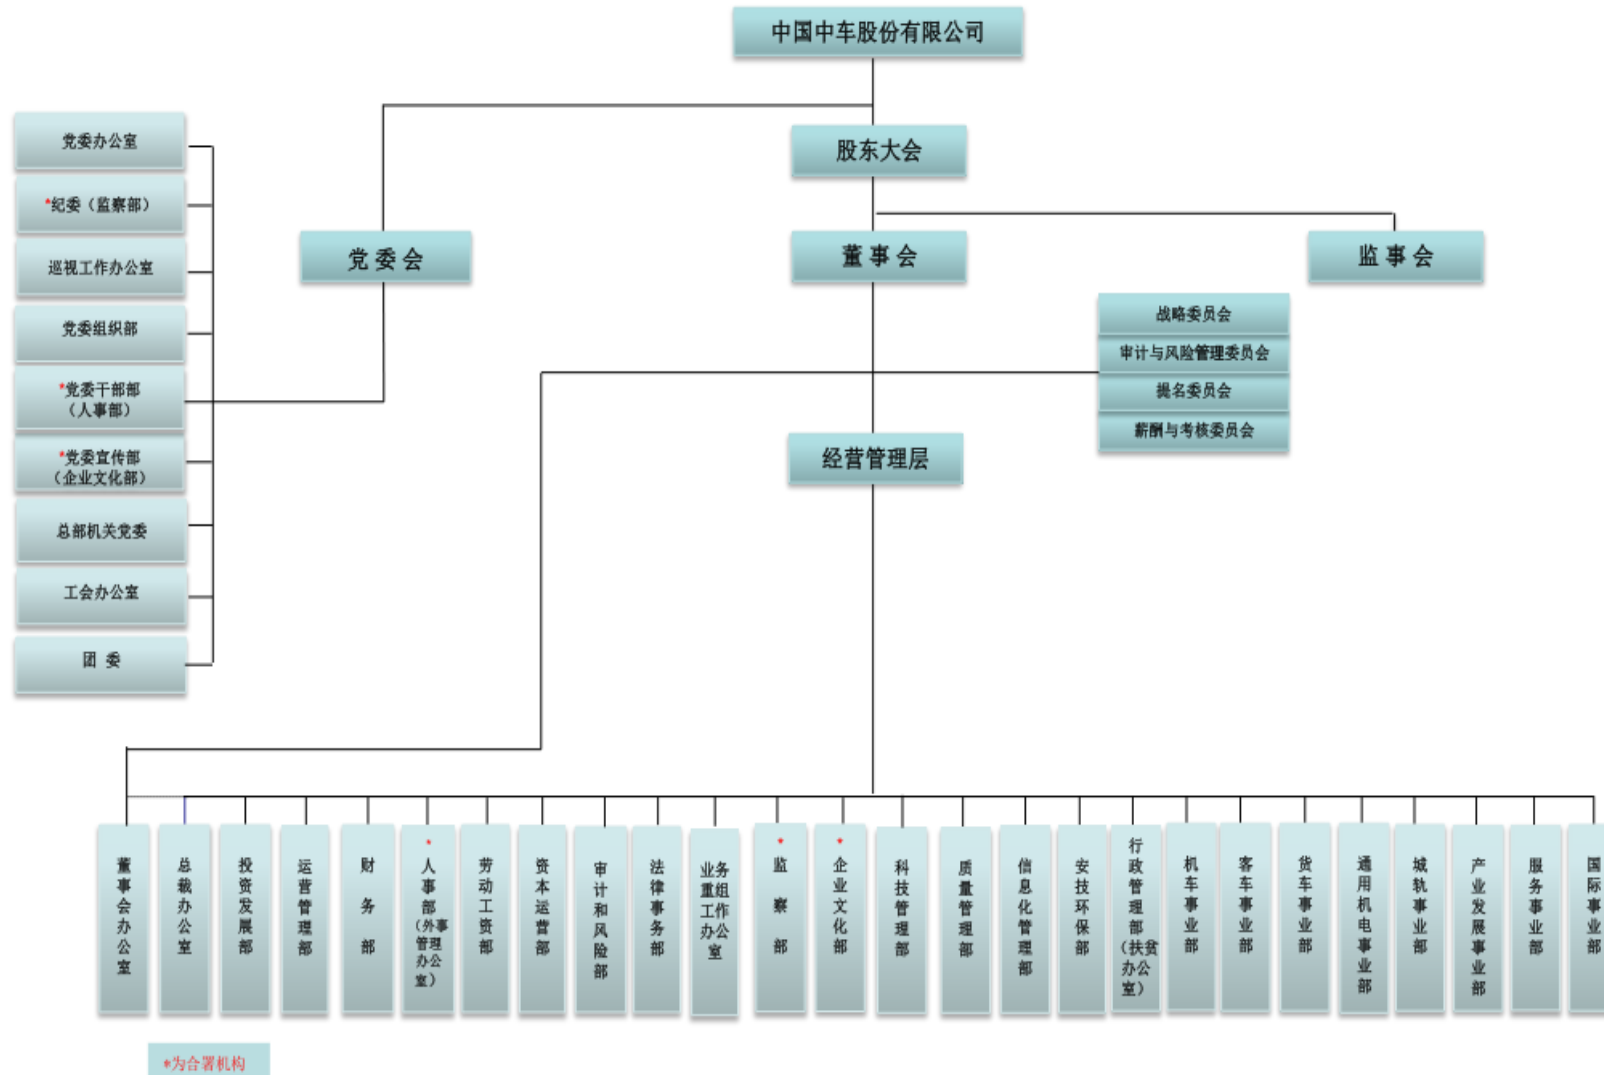 中国中车股份有限公司
股东大会
党委会
董事会
监事会
战略委员会
审计与风险管理委员会
提名委员会
薪酬与考核委员会
经营管理层
党委办公室
*纪委（监察部）
巡视工作办公室
党委组织部
*党委干部部
（人事部）
*党委宣传部
（企业文化部）
总部机关党委
工会办公室
团委
董事会办公室
总裁办公室
投资发展部
运营管理部
财务部
*人事部（外事管理办公室）
劳动工资部
资本运营部
审计和风险部
法律事务部
业务重组工作办公室
*监察部
*企业文化部
科技管理部
质量管理部
信息化管理部
安技环保部
行政管理部（扶贫办公室）
机车事业部
客车事业部
货车事业部
通用机电事业部
城轨事业部
产业发展事业部
服务事业部
国际事业部
*为合署机构